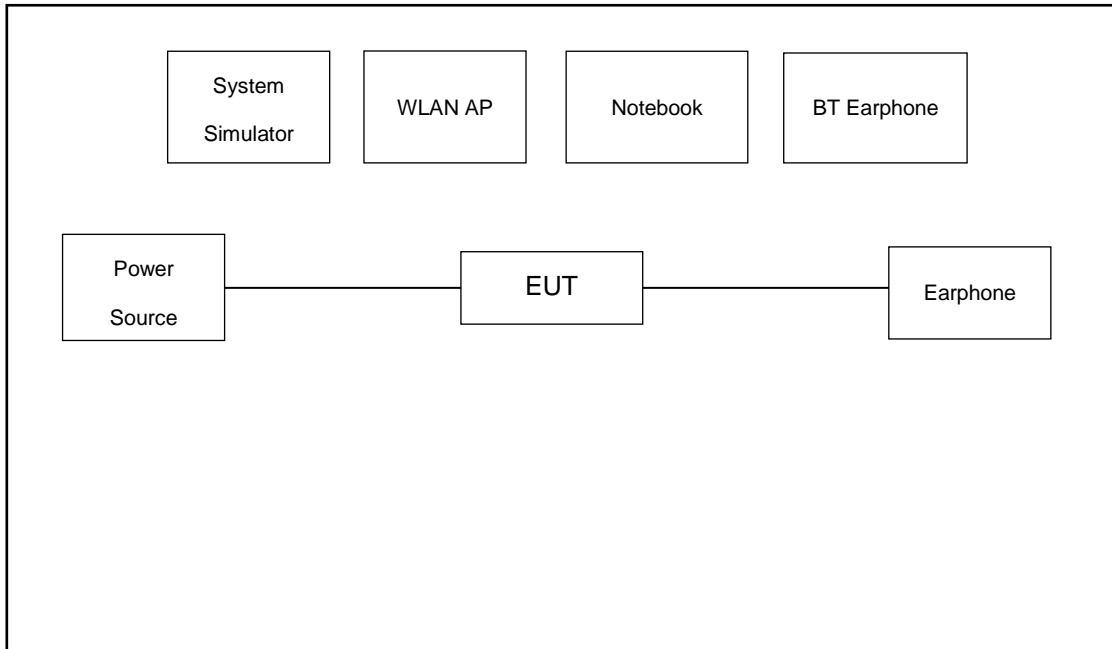 System
Simulator
WLAN AP
Notebook
BT Earphone
Power
Source
EUT
Earphone